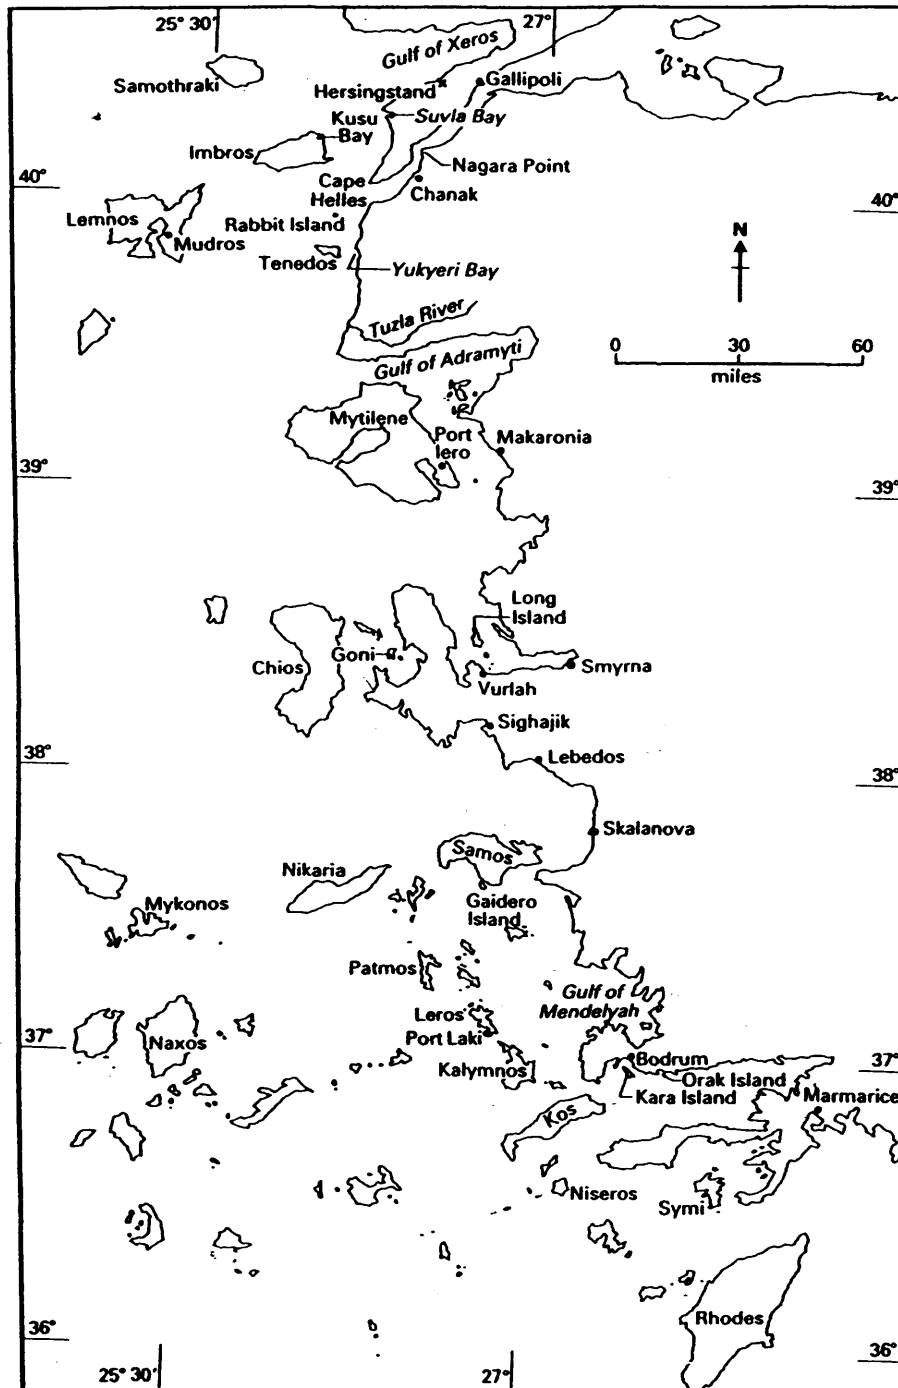 25° 30'
27°
Gulf of Xeros
Samothraki
Hersingstand
Gallipoli
Kusu
Bay
Suvla Bay
Imbros
Nagara Point
40°
Cape
Helles
Chanak
40°
Lemnos
Rabbit Island
Mudros
N
Tenedos
Yukyeri Bay
Tuzla River
0 30 60
miles
Gulf of Adramyti
Mytilene
Port
Iero
Makaronia
39°
39°
Long
Island
Chios
Goni
Smyrna
Vurlah
Sighajik
38°
Lebedos
38°
Skalanova
Samos
Nikaria
Mykonos
Gaidero
Island
Patmos
Gulf of
Mendelyah
Leros
Port Laki
37°
Naxos
Kalymnos
Bodrum
37°
Orak Island
Kara Island
Marmarice
Kos
Niseros
Symi
Rhodes
36°
36°
25° 30'
27°